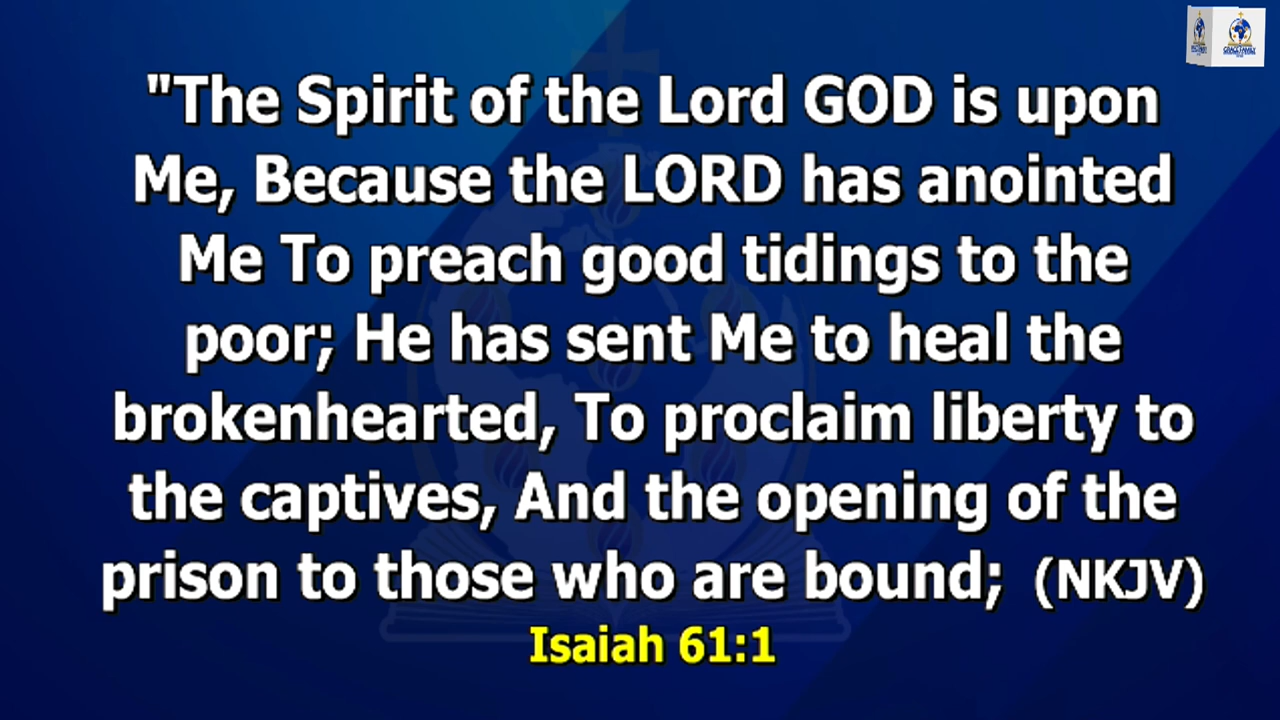 "The Spirit of the Lord GOD is upon
Me, Because the LORD has anointed
Me To preach good tidings to the
poor; He has sent Me to heal the
brokenhearted, To proclaim liberty to
the captives, And the opening of the
prison to those who are bound; (NKJV)
Isaiah 61:1